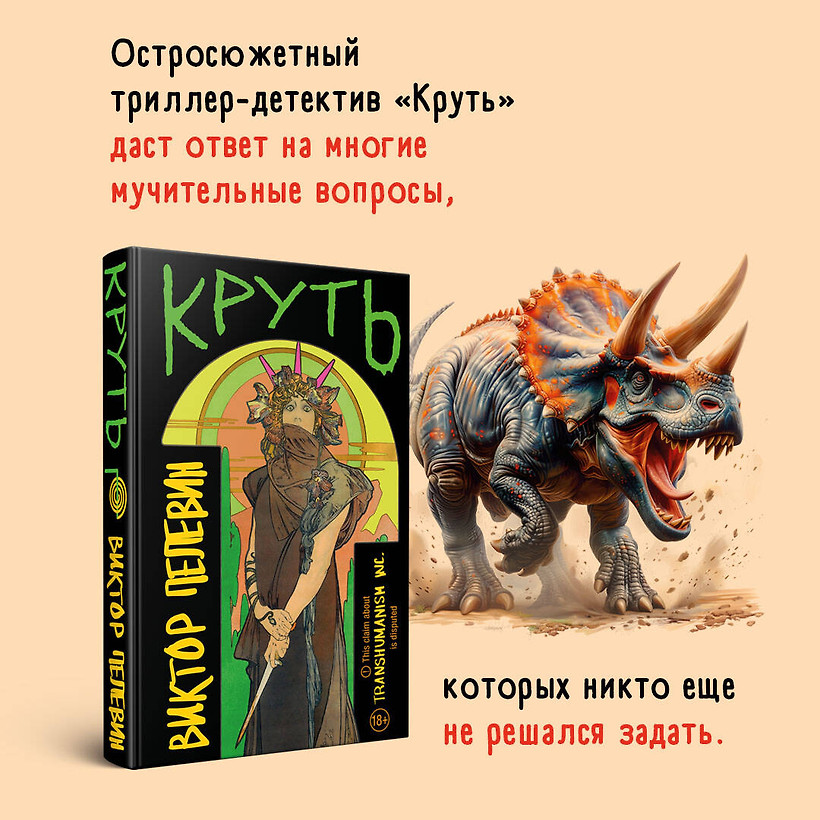 Остросюжетный
триллер-детектив «Круть»
даст ответ на многие
мучительные вопросы,
КРУТЬ
ВИКТОР ПЕЛЕВИН
КРУТЬ
ВИКТОР ПЕЛЕВИН
This claim about
TRANSHUMANISM INC.
is disputed
18+
которых никто еще
не решался задать.